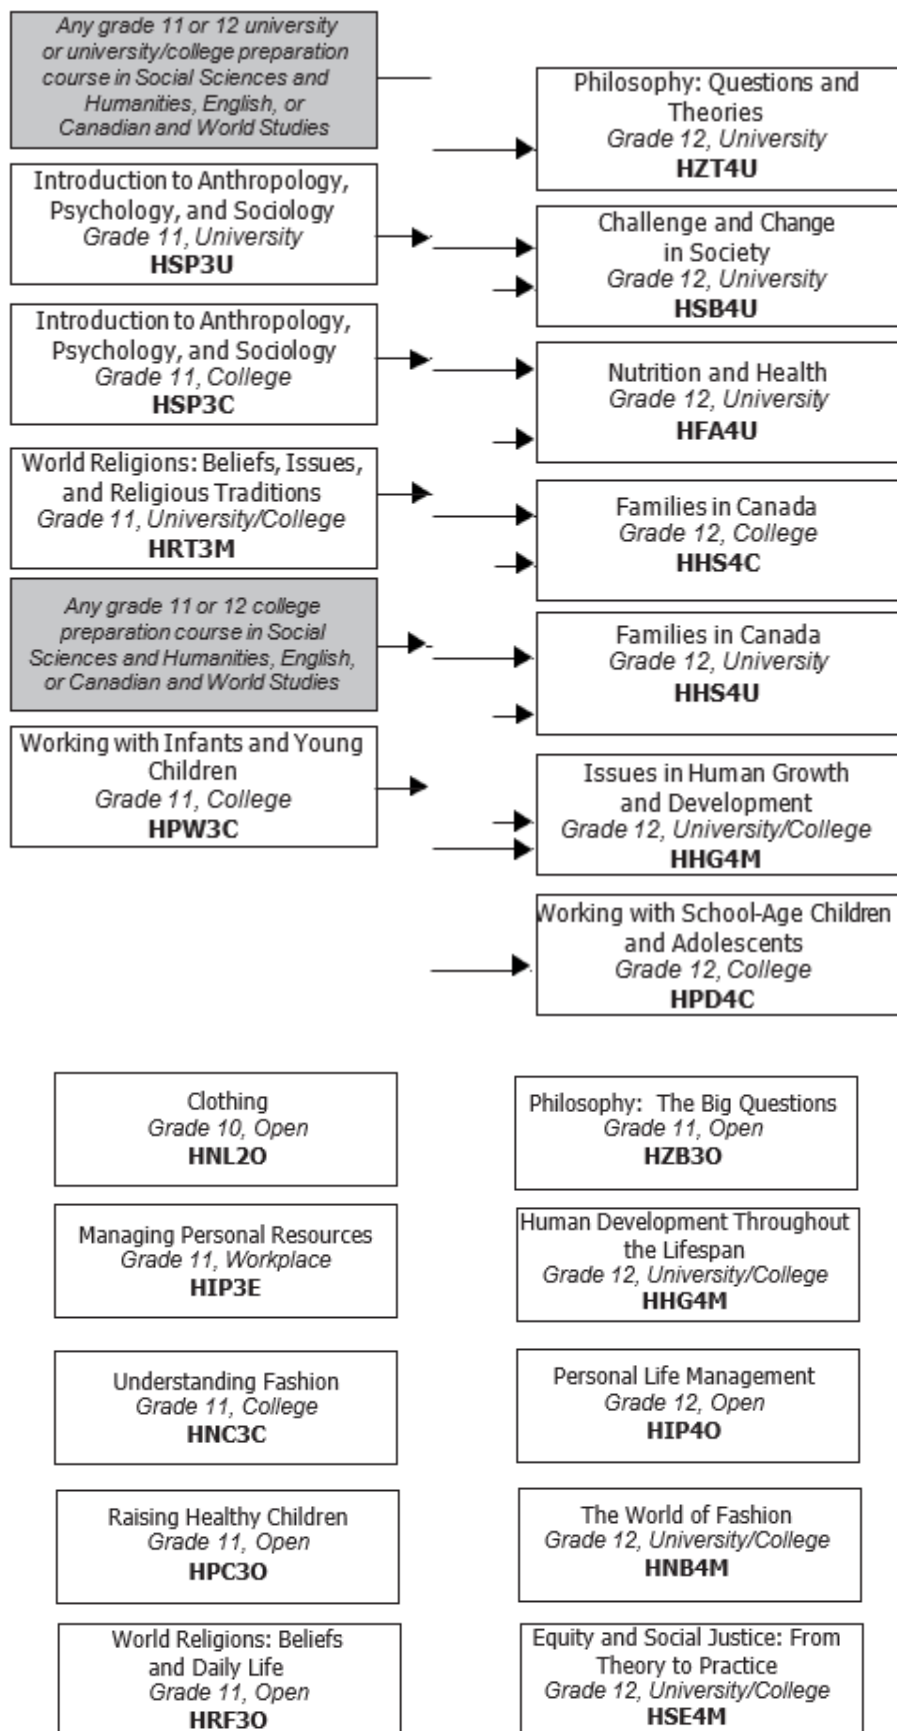 Any grade 11 or 12 university
or university/college preparation
course in Social Sciences and
Humanities, English, or
Canadian and World Studies
Introduction to Anthropology,
Psychology, and Sociology
Grade 11, University
HSP3U
Introduction to Anthropology,
Psychology, and Sociology
Grade 11, College
HSP3C
World Religions: Beliefs, Issues,
and Religious Traditions
Grade 11, University/College
HRT3M
Any grade 11 or 12 college
preparation course in Social
Sciences and Humanities, English,
or Canadian and World Studies
Working with Infants and Young
Children
Grade 11, College
HPW3C
Philosophy: Questions and
Theories
Grade 12, University
HZT4U
Challenge and Change
in Society
Grade 12, University
HSB4U
Nutrition and Health
Grade 12, University
HFA4U
Families in Canada
Grade 12, College
HHS4C
Families in Canada
Grade 12, University
HHS4U
Issues in Human Growth
and Development
Grade 12, University/College
HHG4M
Working with School-Age Children
and Adolescents
Grade 12, College
HPD4C
Clothing
Grade 10, Open
HNL2O
Philosophy: The Big Questions
Grade 11, Open
HZB3O
Managing Personal Resources
Grade 11, Workplace
HIP3E
Human Development Throughout
the Lifespan
Grade 12, University/College
HHG4M
Understanding Fashion
Grade 11, College
HNC3C
Personal Life Management
Grade 12, Open
HIP4O
Raising Healthy Children
Grade 11, Open
HPC3O
The World of Fashion
Grade 12, University/College
HNB4M
World Religions: Beliefs
and Daily Life
Grade 11, Open
HRF3O
Equity and Social Justice: From
Theory to Practice
Grade 12, University/College
HSE4M